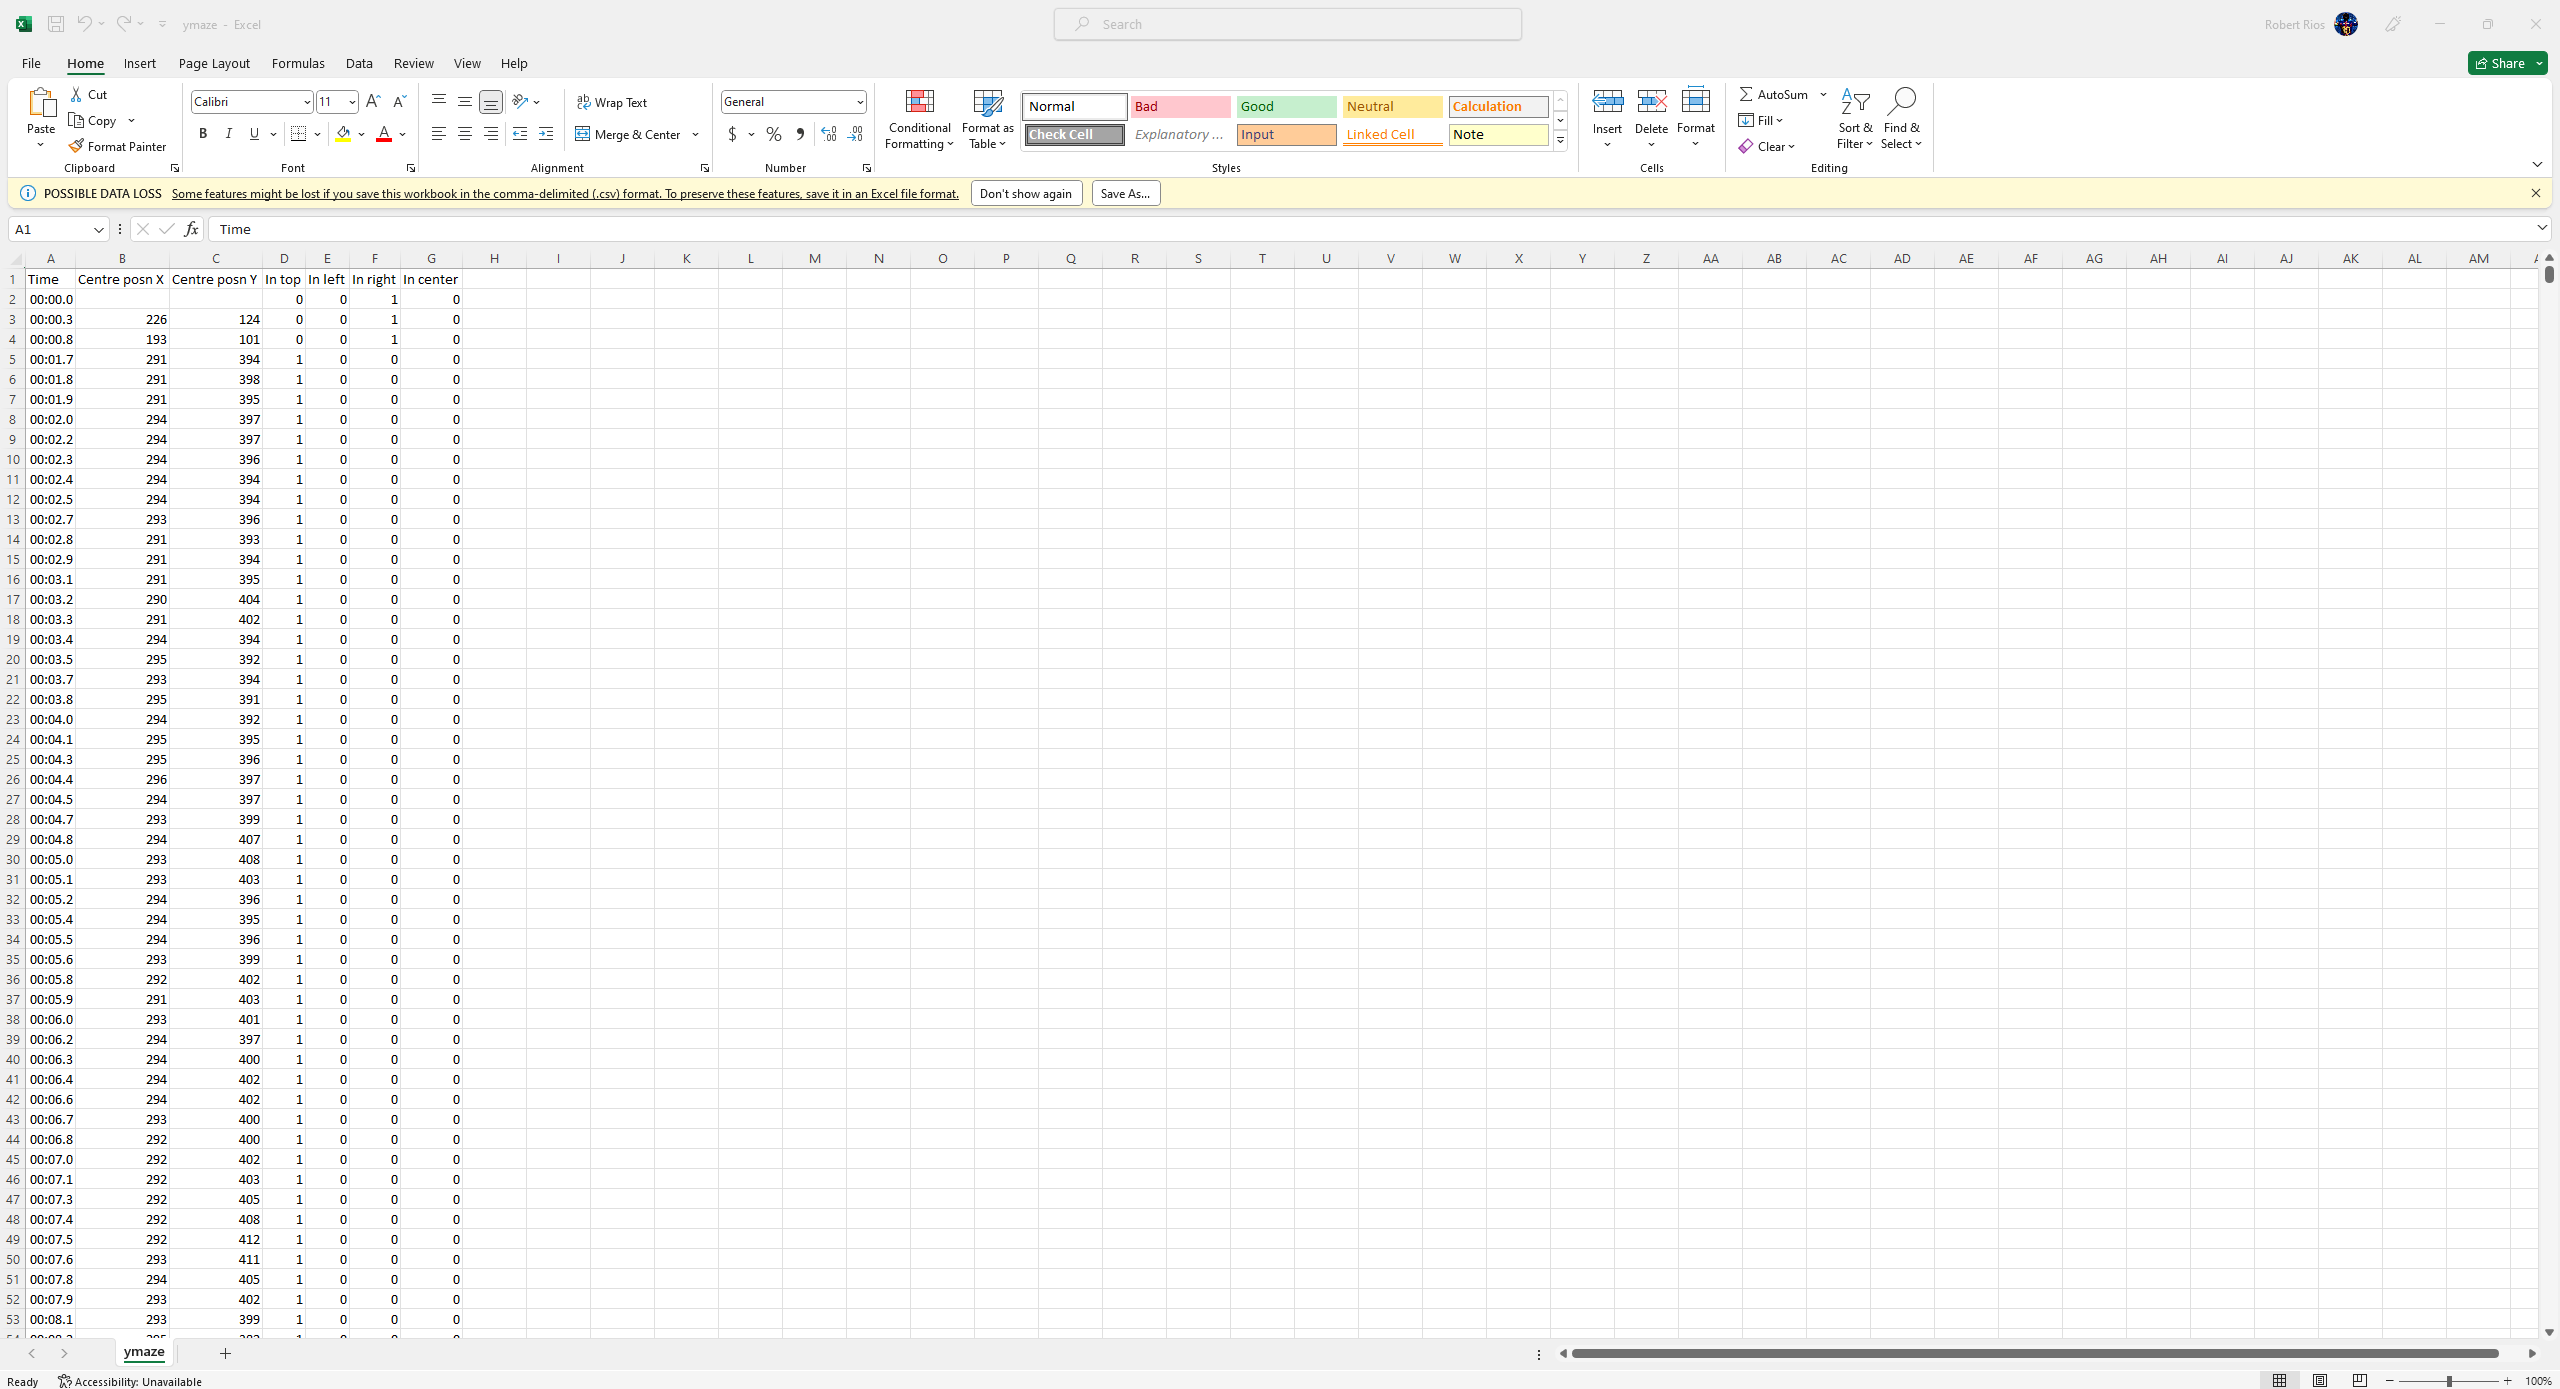 ymaze - Excel
Search
Robert Rios
File Home Insert Page Layout Formulas Data Review View Help
Share
Paste
Cut
Copy
Format Painter
Clipboard
Calibri 11
B I U
Font
Wrap Text
Merge & Center
Alignment
General
Number
Conditional Formatting
Format as Table
Normal Bad Good Neutral Calculation
Check Cell Explanatory ... Input Linked Cell Note
Styles
Insert Delete Format
Cells
AutoSum
Fill
Clear
Sort & Filter
Find & Select
Editing
POSSIBLE DATA LOSS Some features might be lost if you save this workbook in the comma-delimited (.csv) format. To preserve these features, save it in an Excel file format. Don't show again Save As...
A1 fx Time
A B C D E F G H I J K L M N O P Q R S T U V W X Y Z AA AB AC AD AE AF AG AH AI AJ AK AL AM
1 Time Centre posn X Centre posn Y In top In left In right In center
2 00:00.0 0 0 1 0
3 00:00.3 226 124 0 0 1 0
4 00:00.8 193 101 0 0 1 0
5 00:01.7 291 394 1 0 0 0
6 00:01.8 291 398 1 0 0 0
7 00:01.9 291 395 1 0 0 0
8 00:02.0 294 397 1 0 0 0
9 00:02.2 294 397 1 0 0 0
10 00:02.3 294 396 1 0 0 0
11 00:02.4 294 394 1 0 0 0
12 00:02.5 294 394 1 0 0 0
13 00:02.7 293 396 1 0 0 0
14 00:02.8 291 393 1 0 0 0
15 00:02.9 291 394 1 0 0 0
16 00:03.1 291 395 1 0 0 0
17 00:03.2 290 404 1 0 0 0
18 00:03.3 291 402 1 0 0 0
19 00:03.4 294 394 1 0 0 0
20 00:03.5 295 392 1 0 0 0
21 00:03.7 293 394 1 0 0 0
22 00:03.8 295 391 1 0 0 0
23 00:04.0 294 392 1 0 0 0
24 00:04.1 295 395 1 0 0 0
25 00:04.3 295 396 1 0 0 0
26 00:04.4 296 397 1 0 0 0
27 00:04.5 294 397 1 0 0 0
28 00:04.7 293 399 1 0 0 0
29 00:04.8 294 407 1 0 0 0
30 00:05.0 293 408 1 0 0 0
31 00:05.1 293 403 1 0 0 0
32 00:05.2 294 396 1 0 0 0
33 00:05.4 294 395 1 0 0 0
34 00:05.5 294 396 1 0 0 0
35 00:05.6 293 399 1 0 0 0
36 00:05.8 292 402 1 0 0 0
37 00:05.9 291 403 1 0 0 0
38 00:06.0 293 401 1 0 0 0
39 00:06.2 294 397 1 0 0 0
40 00:06.3 294 400 1 0 0 0
41 00:06.4 294 402 1 0 0 0
42 00:06.6 294 402 1 0 0 0
43 00:06.7 293 400 1 0 0 0
44 00:06.8 292 400 1 0 0 0
45 00:07.0 292 402 1 0 0 0
46 00:07.1 292 403 1 0 0 0
47 00:07.3 292 405 1 0 0 0
48 00:07.4 292 408 1 0 0 0
49 00:07.5 292 412 1 0 0 0
50 00:07.6 293 411 1 0 0 0
51 00:07.8 294 405 1 0 0 0
52 00:07.9 293 402 1 0 0 0
53 00:08.1 293 399 1 0 0 0
ymaze
Ready Accessibility: Unavailable 100%